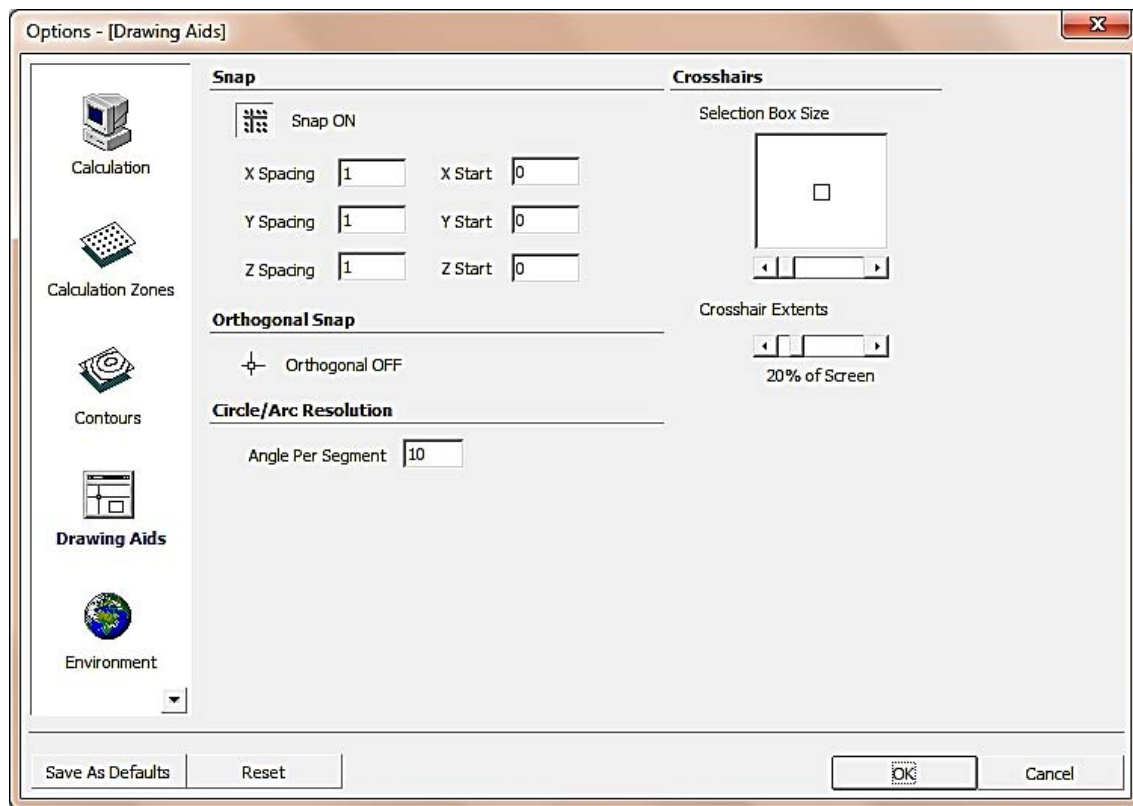 Options - [Drawing Aids]
Calculation
Calculation Zones
Contours
Drawing Aids
Environment
Snap
Snap ON
X Spacing 1 X Start 0
Y Spacing 1 Y Start 0
Z Spacing 1 Z Start 0
Orthogonal Snap
Orthogonal OFF
Circle/Arc Resolution
Angle Per Segment 10
Crosshairs
Selection Box Size
Crosshair Extents
20% of Screen
Save As Defaults Reset OK Cancel